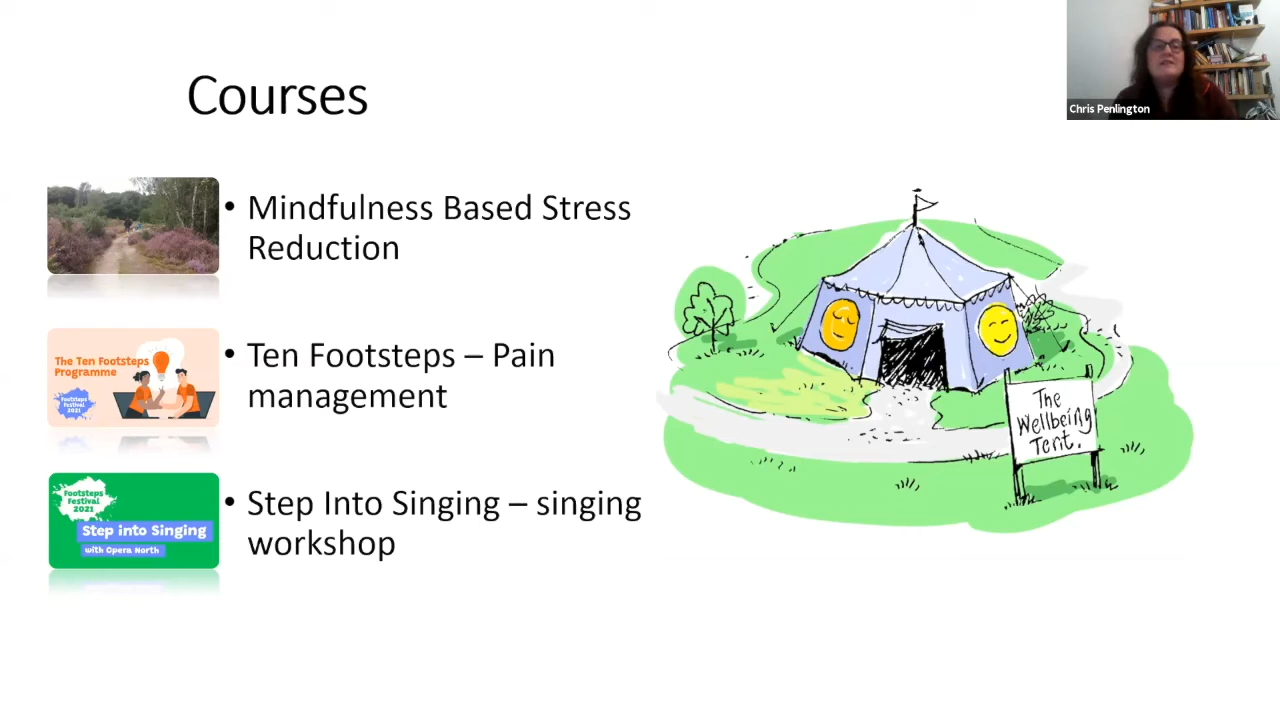 Courses
Chris Penlington
• Mindfulness Based Stress
Reduction
The Ten Footsteps
Programme
Footsteps
Festival
2021
• Ten Footsteps – Pain
management
Footsteps
Festival
2021
Step into Singing
with Opera North
• Step Into Singing – singing
workshop
The
Wellbeing
Tent.